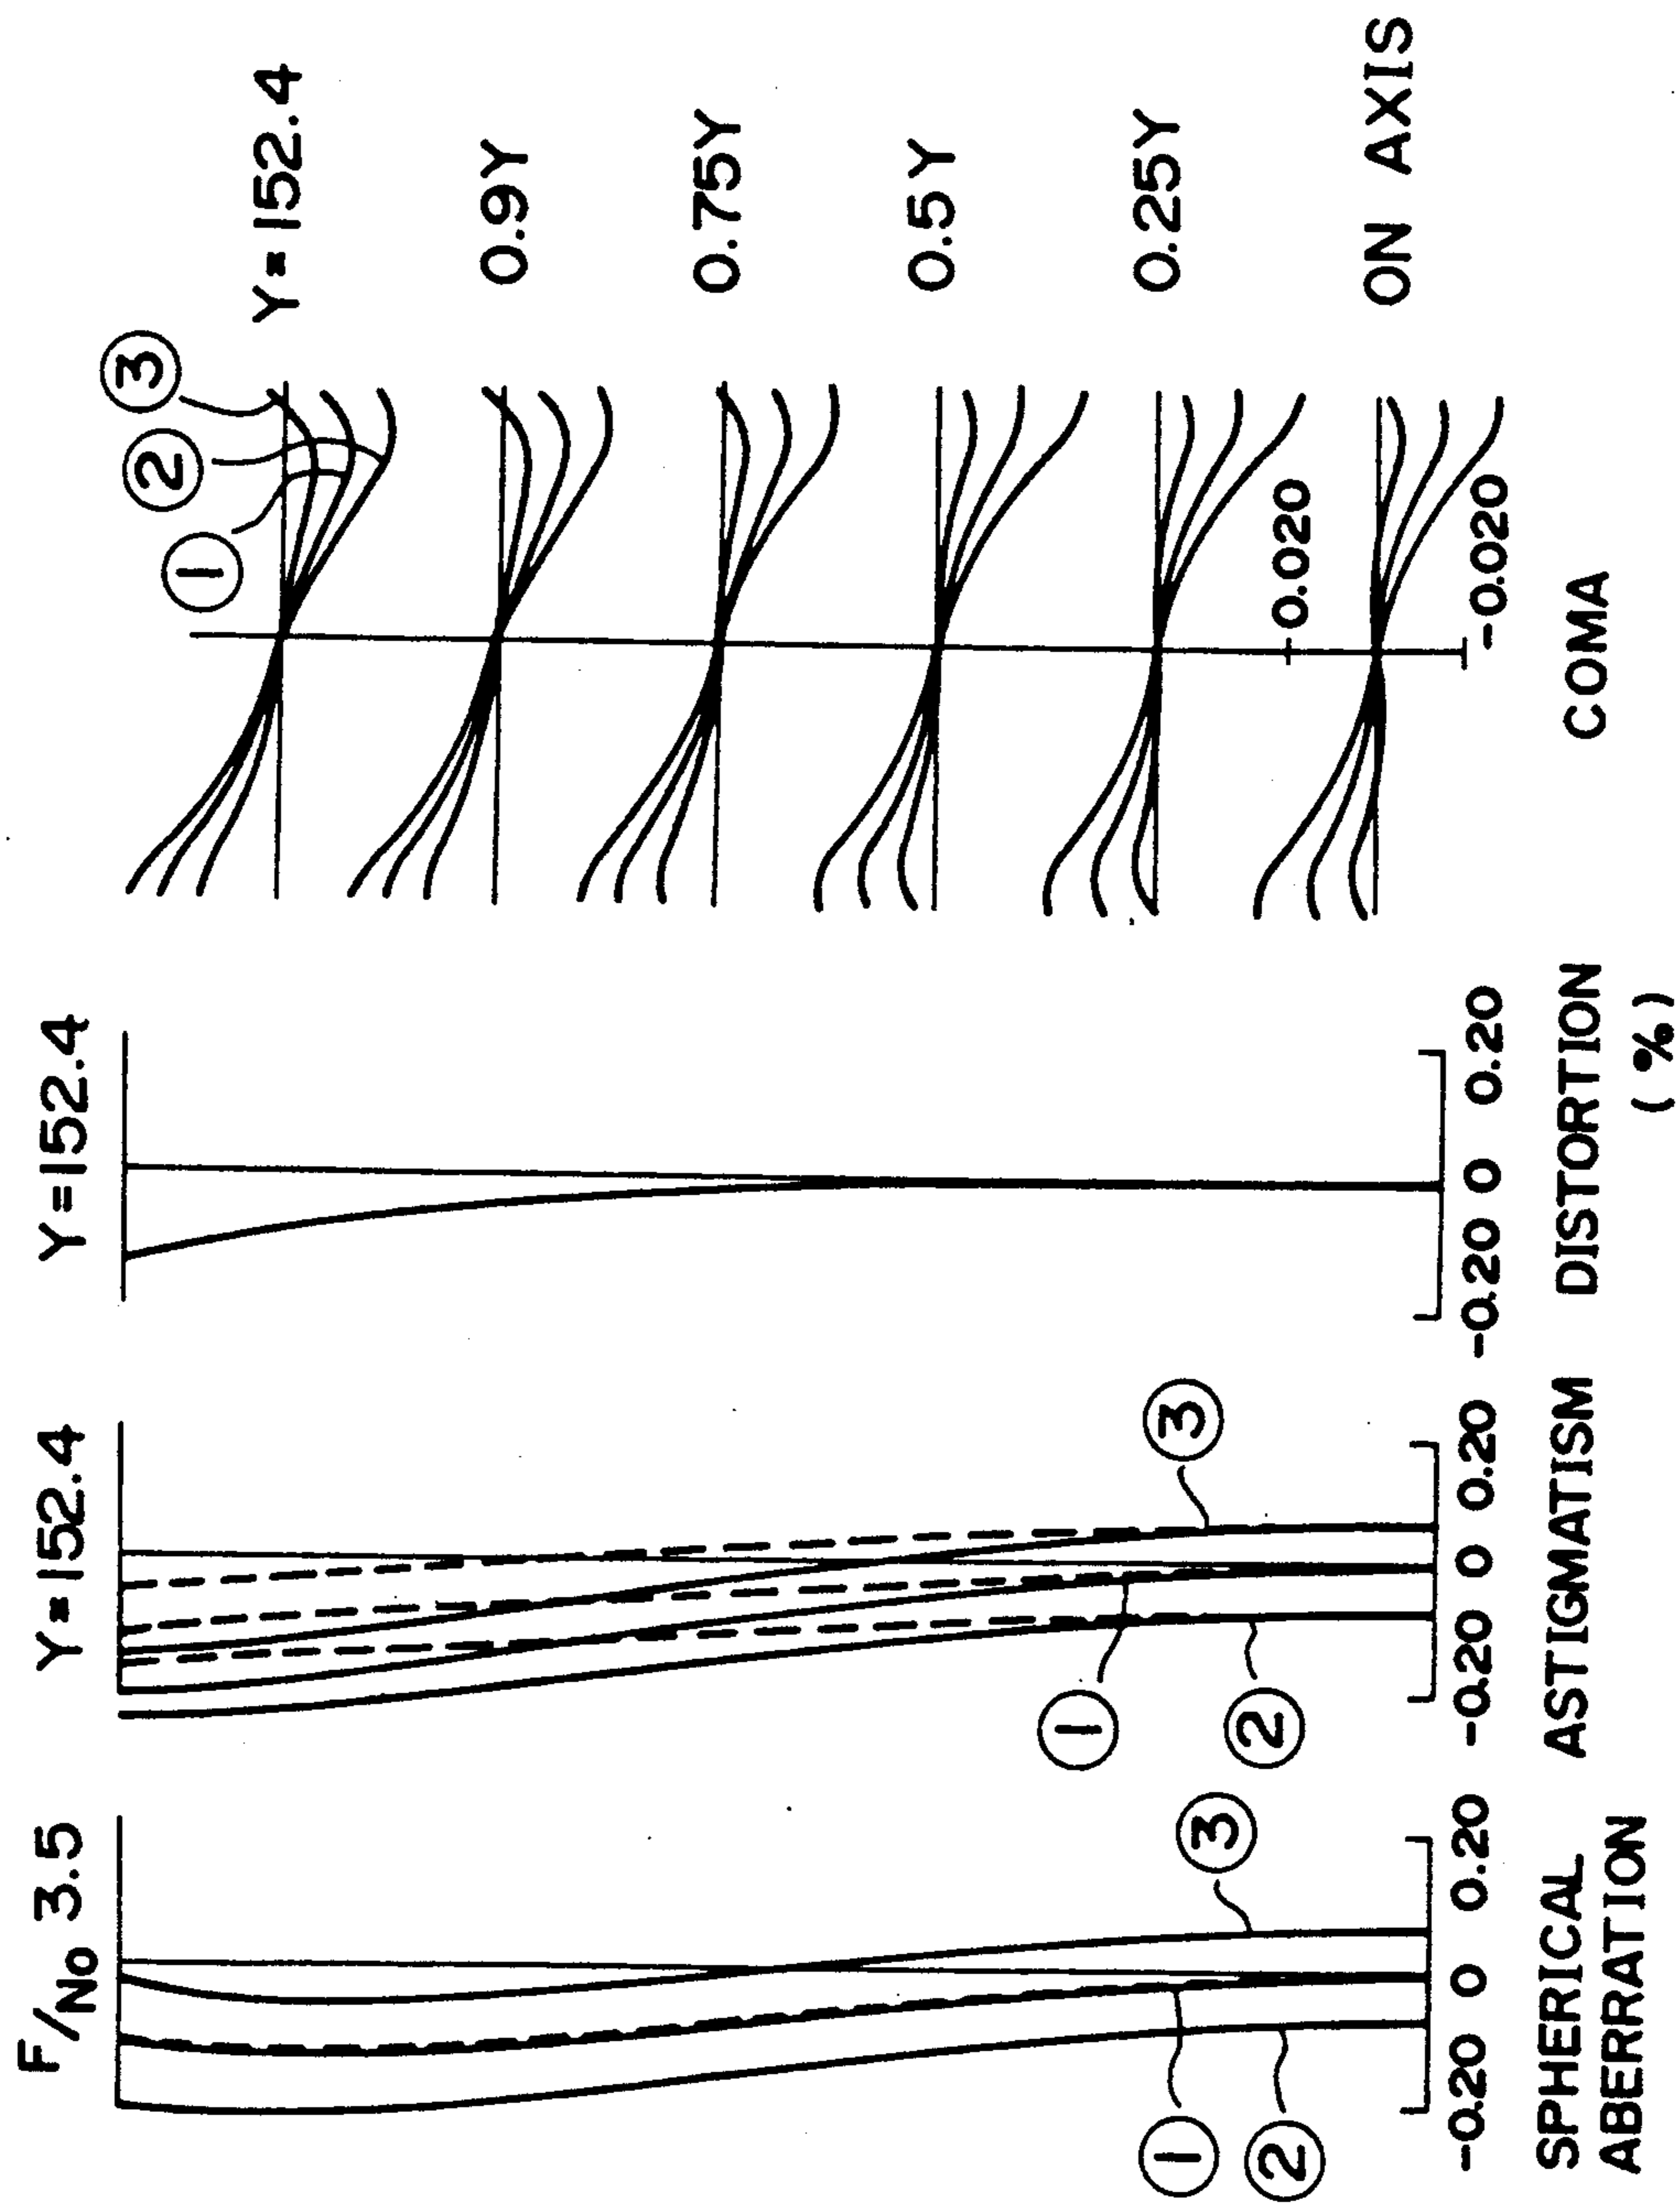 F/No 3.5
①
②
③
-0.20 0 0.20
SPHERICAL
ABERRATION
Y=152.4
①
②
③
-0.20 0 0.20
ASTIGMATISM
Y=152.4
-0.20 0 0.20
DISTORTION
(%)
①
②
③
Y=152.4
0.9Y
0.75Y
0.5Y
0.25Y
ON AXIS
0.020
-0.020
COMA